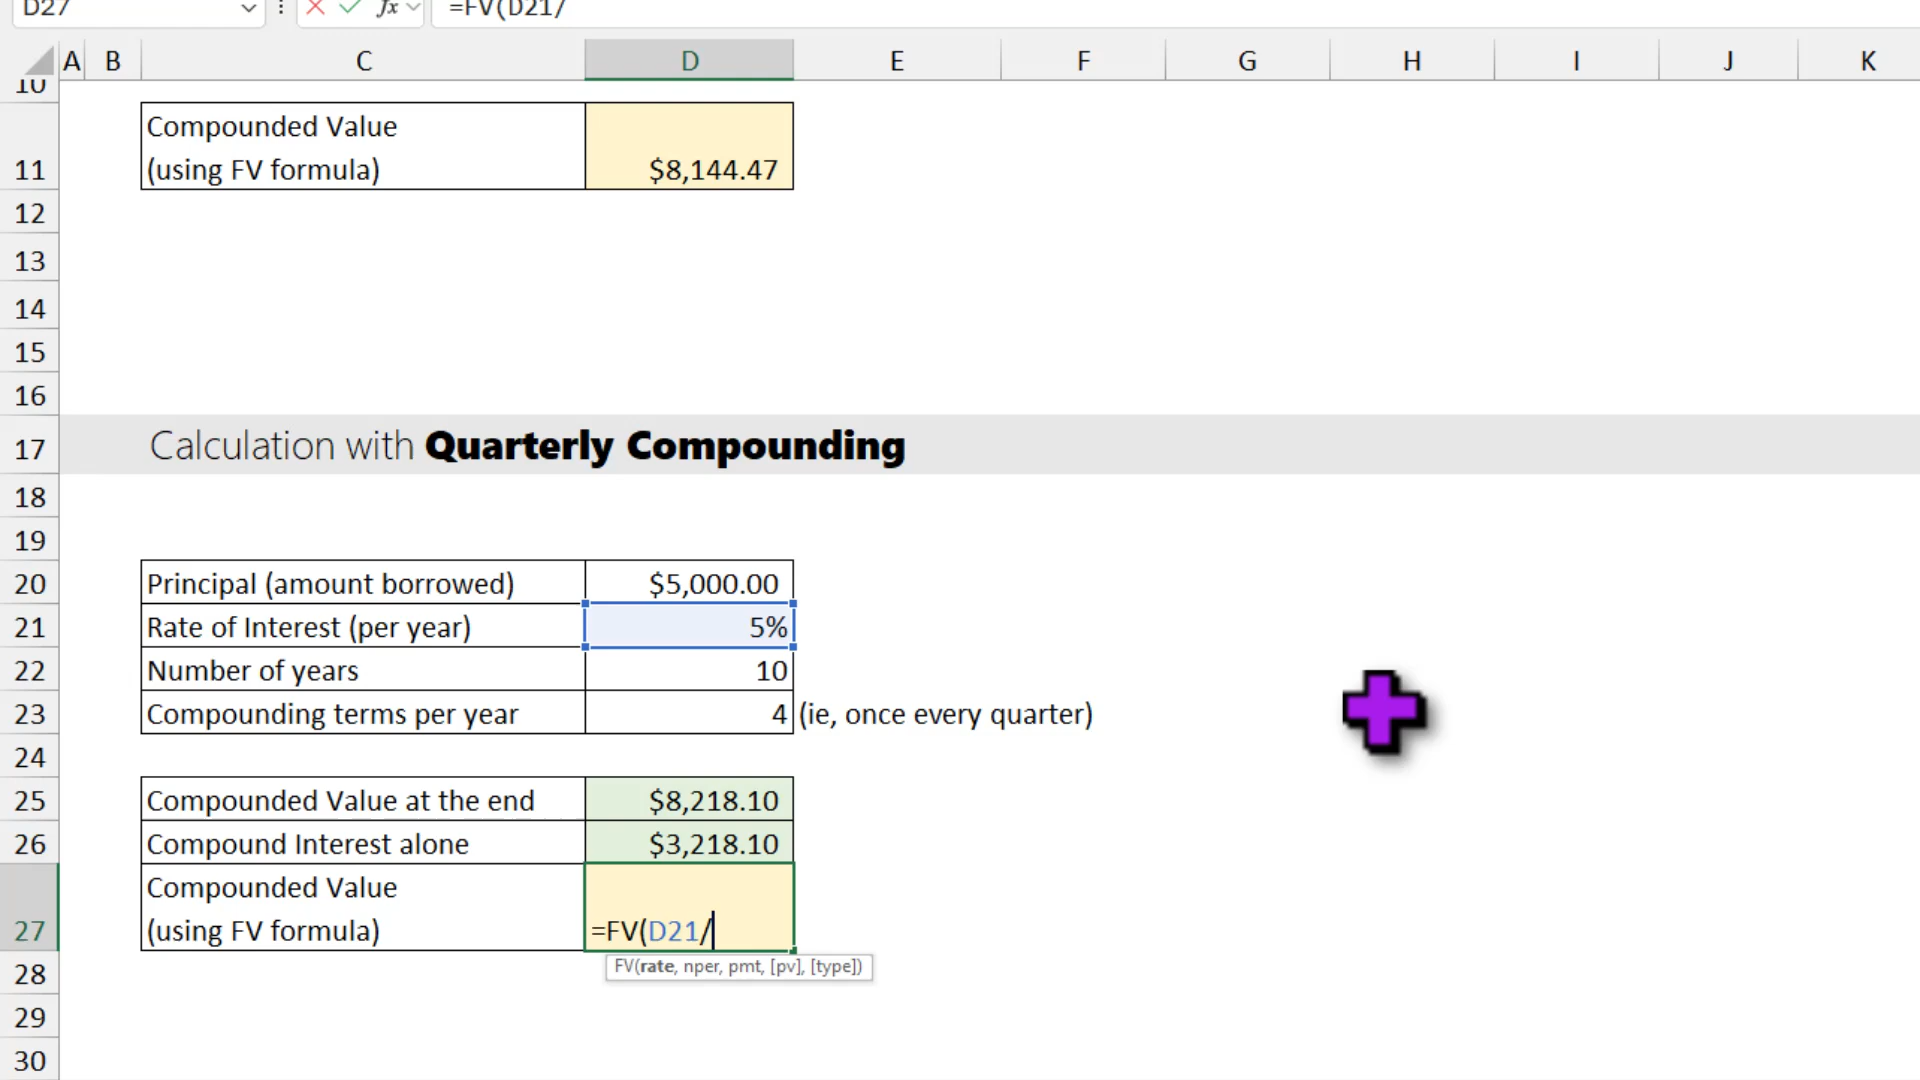 D27 fx =FV(D21/
A B C D E F G H I J K
10
Compounded Value
11 (using FV formula) $8,144.47
12
13
14
15
16
17 Calculation with Quarterly Compounding
18
19
20 Principal (amount borrowed) $5,000.00
21 Rate of Interest (per year) 5%
22 Number of years 10
23 Compounding terms per year 4 (ie, once every quarter)
24
25 Compounded Value at the end $8,218.10
26 Compound Interest alone $3,218.10
Compounded Value
27 (using FV formula) =FV(D21/
FV(rate, nper, pmt, [pv], [type])
28
29
30